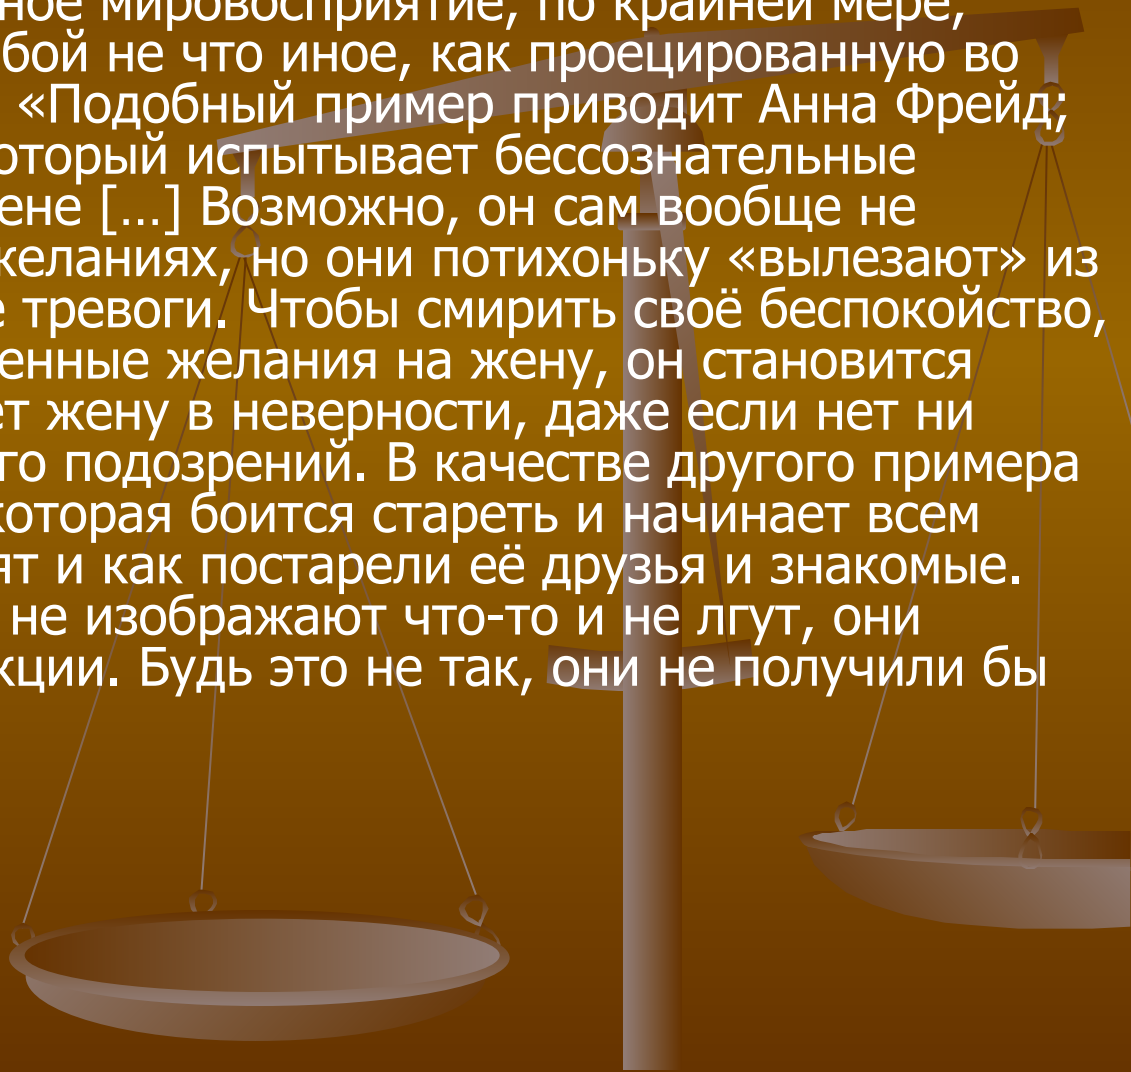 ное мировосприятие, по крайней мере,
бой не что иное, как проецированную во
«Подобный пример приводит Анна Фрейд;
оторый испытывает бессознательные
ене [...] Возможно, он сам вообще не
желаниях, но они потихоньку «вылезают» из
е тревоги. Чтобы смирить своё беспокойство,
енные желания на жену, он становится
ет жену в неверности, даже если нет ни
го подозрений. В качестве другого примера
которая боится стареть и начинает всем
ят и как постарели её друзья и знакомые.
не изображают что-то и не лгут, они
кции. Будь это не так, они не получили бы